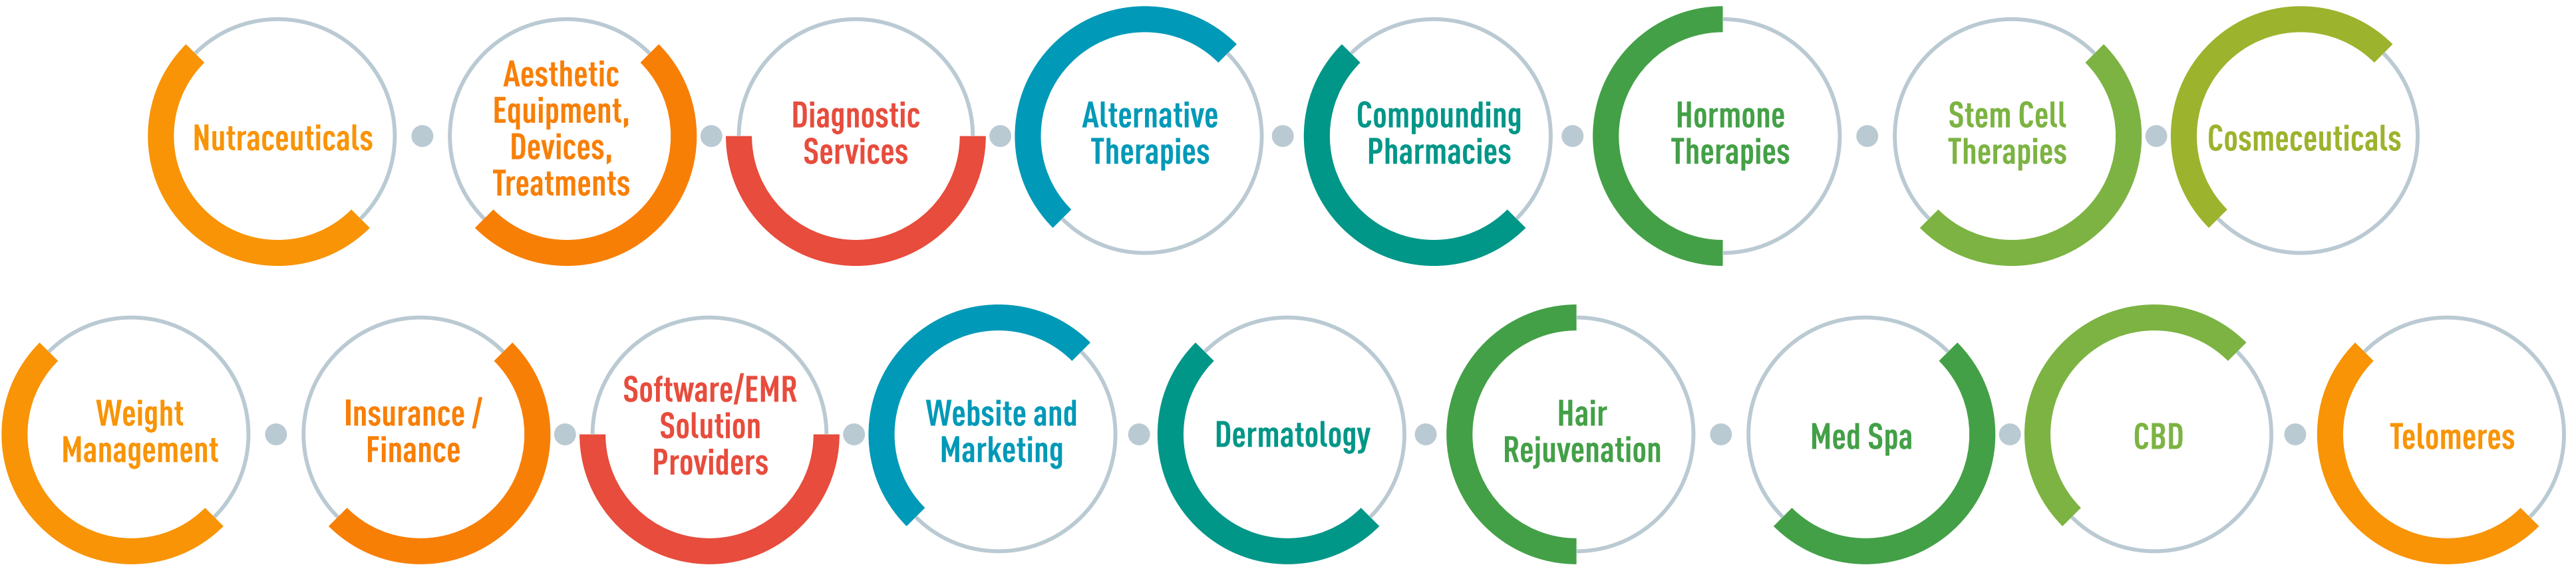 Nutraceuticals
Aesthetic
Equipment,
Devices,
Treatments
Diagnostic
Services
Alternative
Therapies
Compounding
Pharmacies
Hormone
Therapies
Stem Cell
Therapies
Cosmeceuticals
Weight
Management
Insurance /
Finance
Software/EMR
Solution
Providers
Website and
Marketing
Dermatology
Hair
Rejuvenation
Med Spa
CBD
Telomeres